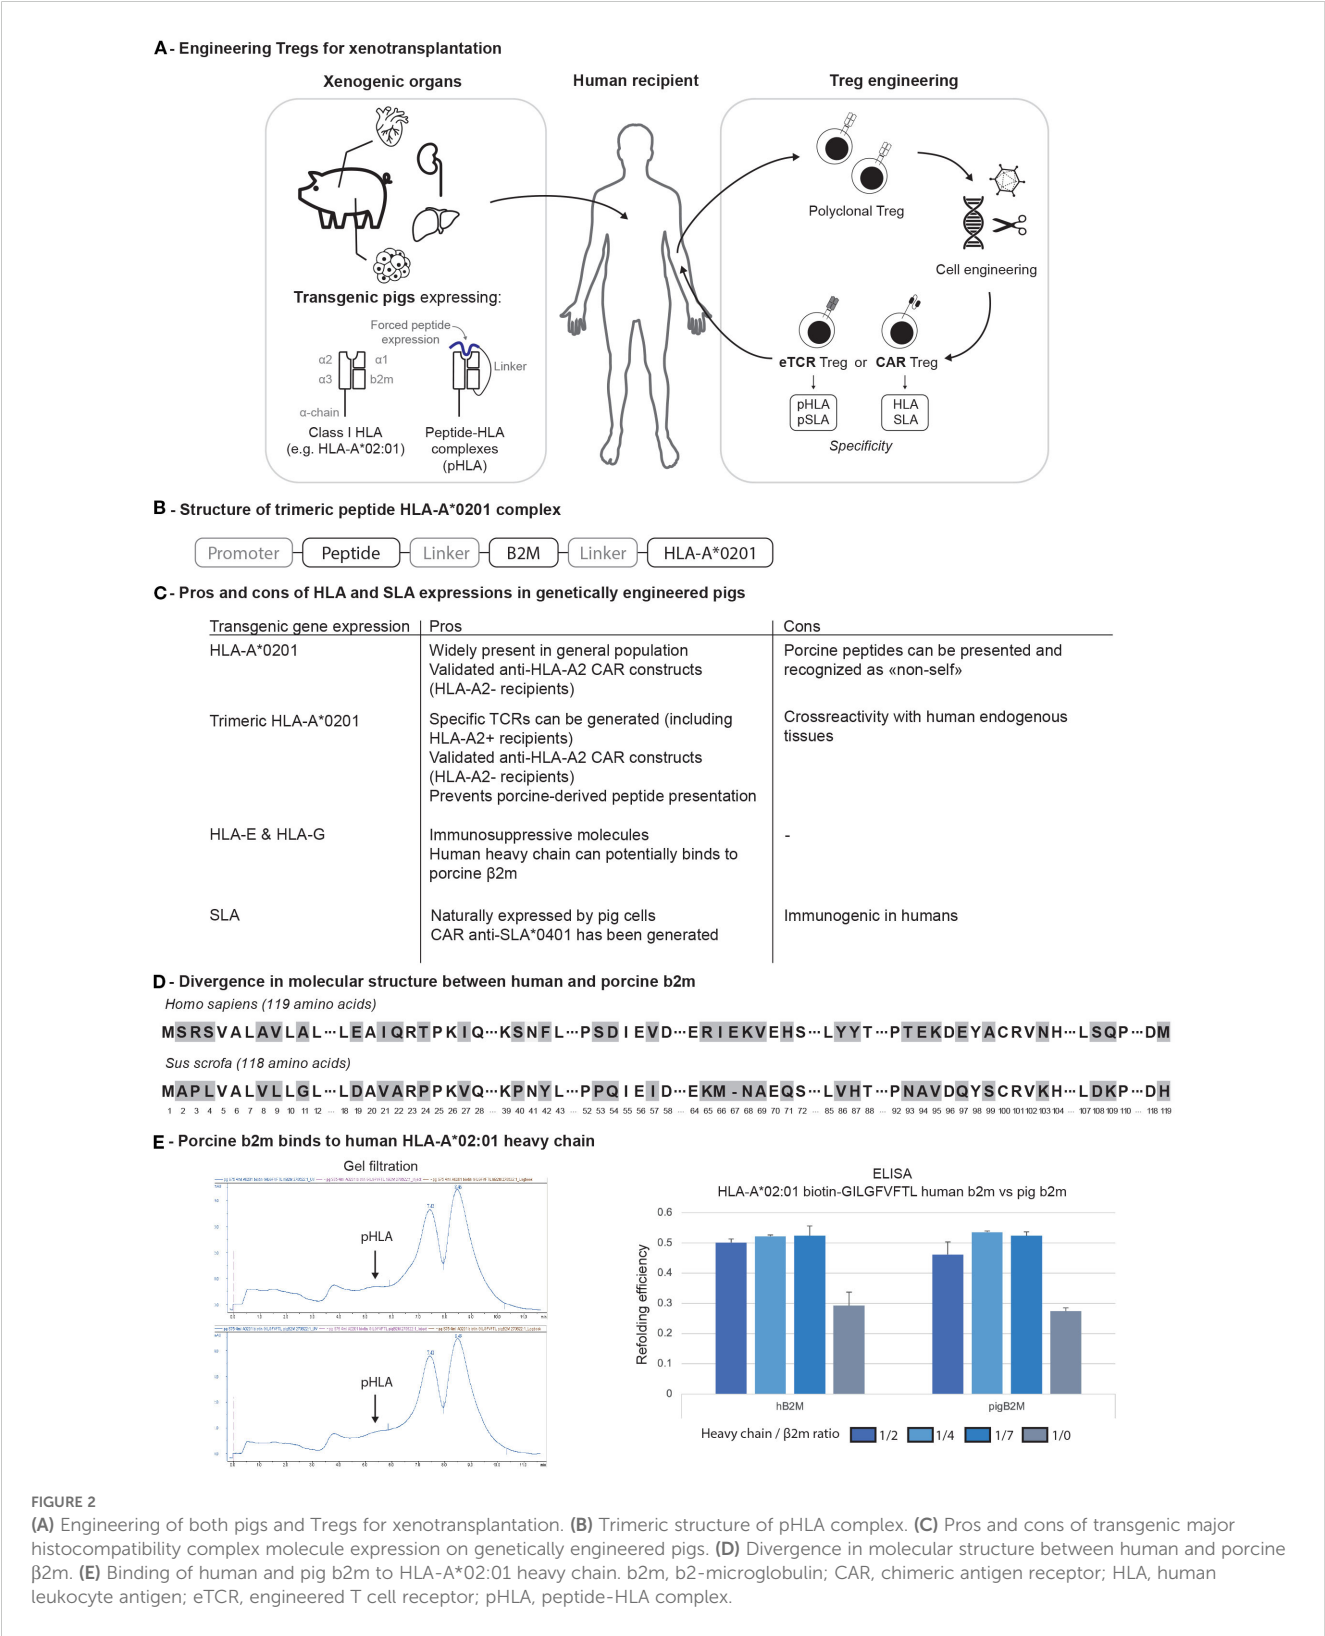 A - Engineering Tregs for xenotransplantation
Xenogenic organs
Human recipient
Treg engineering
Polyclonal Treg
Cell engineering
Transgenic pigs expressing:
Forced peptide
expression
α2
α1
α3
b2m
Linker
α-chain
Class I HLA
(e.g. HLA-A*02:01)
Peptide-HLA
complexes
(pHLA)
eTCR Treg or CAR Treg
pHLA
pSLA
HLA
SLA
Specificity
B - Structure of trimeric peptide HLA-A*0201 complex
Promoter
Peptide
Linker
B2M
Linker
HLA-A*0201
C - Pros and cons of HLA and SLA expressions in genetically engineered pigs
Transgenic gene expression
Pros
Cons
HLA-A*0201
Widely present in general population
Validated anti-HLA-A2 CAR constructs
(HLA-A2- recipients)
Porcine peptides can be presented and
recognized as «non-self»
Trimeric HLA-A*0201
Specific TCRs can be generated (including
HLA-A2+ recipients)
Validated anti-HLA-A2 CAR constructs
(HLA-A2- recipients)
Prevents porcine-derived peptide presentation
Crossreactivity with human endogenous
tissues
HLA-E & HLA-G
Immunosuppressive molecules
Human heavy chain can potentially binds to
porcine β2m
-
SLA
Naturally expressed by pig cells
CAR anti-SLA*0401 has been generated
Immunogenic in humans
D - Divergence in molecular structure between human and porcine b2m
Homo sapiens (119 amino acids)
MSRSVALAVLAL···LEAIQRTPKIQ···KSNFL···PSDIEVD···ERIEKVEHS···LYYT···PTEKDEYACRVNH···LSQP···DM
Sus scrofa (118 amino acids)
MAPLVALVLLGL···LDAVARPPKVQ···KPNYL···PPQIEID···EKM-NAEQS···LVHT···PNAVDQYSCRVKH···LDKP···DH
1 2 3 4 5 6 7 8 9 10 11 12 ... 18 19 20 21 22 23 24 25 26 27 28 ... 39 40 41 42 43 ... 52 53 54 55 56 57 58 ... 64 65 66 67 68 69 70 71 72 ... 85 86 87 88 ... 92 93 94 95 96 97 98 99 100 101 102 103 104 ... 107 108 109 110 ... 118 119
E - Porcine b2m binds to human HLA-A*02:01 heavy chain
Gel filtration
pHLA
pHLA
ELISA
HLA-A*02:01 biotin-GILGFVFTL human b2m vs pig b2m
Refolding efficiency
0.6
0.5
0.4
0.3
0.2
0.1
0
hB2M
pigB2M
Heavy chain / β2m ratio
1/2
1/4
1/7
1/0
FIGURE 2
(A) Engineering of both pigs and Tregs for xenotransplantation. (B) Trimeric structure of pHLA complex. (C) Pros and cons of transgenic major
histocompatibility complex molecule expression on genetically engineered pigs. (D) Divergence in molecular structure between human and porcine
β2m. (E) Binding of human and pig b2m to HLA-A*02:01 heavy chain. b2m, b2-microglobulin; CAR, chimeric antigen receptor; HLA, human
leukocyte antigen; eTCR, engineered T cell receptor; pHLA, peptide-HLA complex.